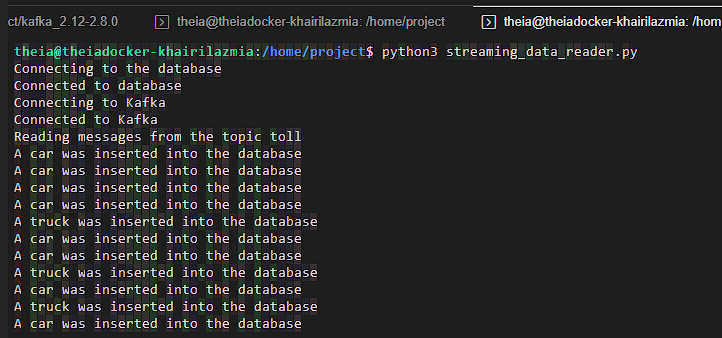 ct/kafka_2.12-2.8.0
theia@theiadocker-khairilazmia: /home/project
theia@theiadocker-khairilazmia: /hom
theia@theiadocker-khairilazmia:/home/project$ python3 streaming_data_reader.py
Connecting to the database
Connected to database
Connecting to Kafka
Connected to Kafka
Reading messages from the topic toll
A car was inserted into the database
A car was inserted into the database
A car was inserted into the database
A car was inserted into the database
A truck was inserted into the database
A car was inserted into the database
A car was inserted into the database
A truck was inserted into the database
A car was inserted into the database
A truck was inserted into the database
A car was inserted into the database